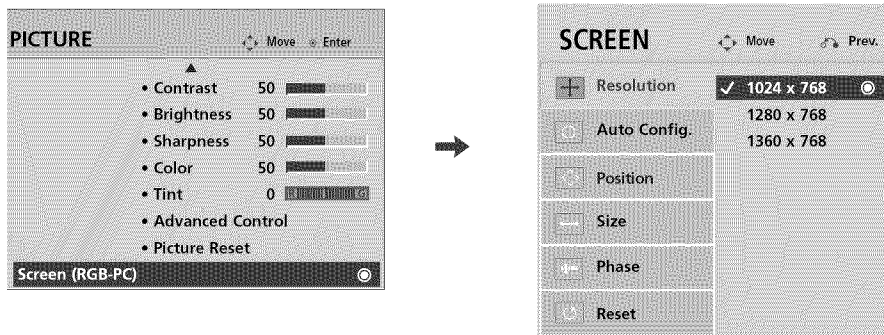 PICTURE
Move Enter
• Contrast 50
• Brightness 50
• Sharpness 50
• Color 50
• Tint 0 R G
• Advanced Control
• Picture Reset
Screen (RGB-PC)
SCREEN
Move Prev.
Resolution
Auto Config.
Position
Size
Phase
Reset
✓ 1024 x 768
1280 x 768
1360 x 768